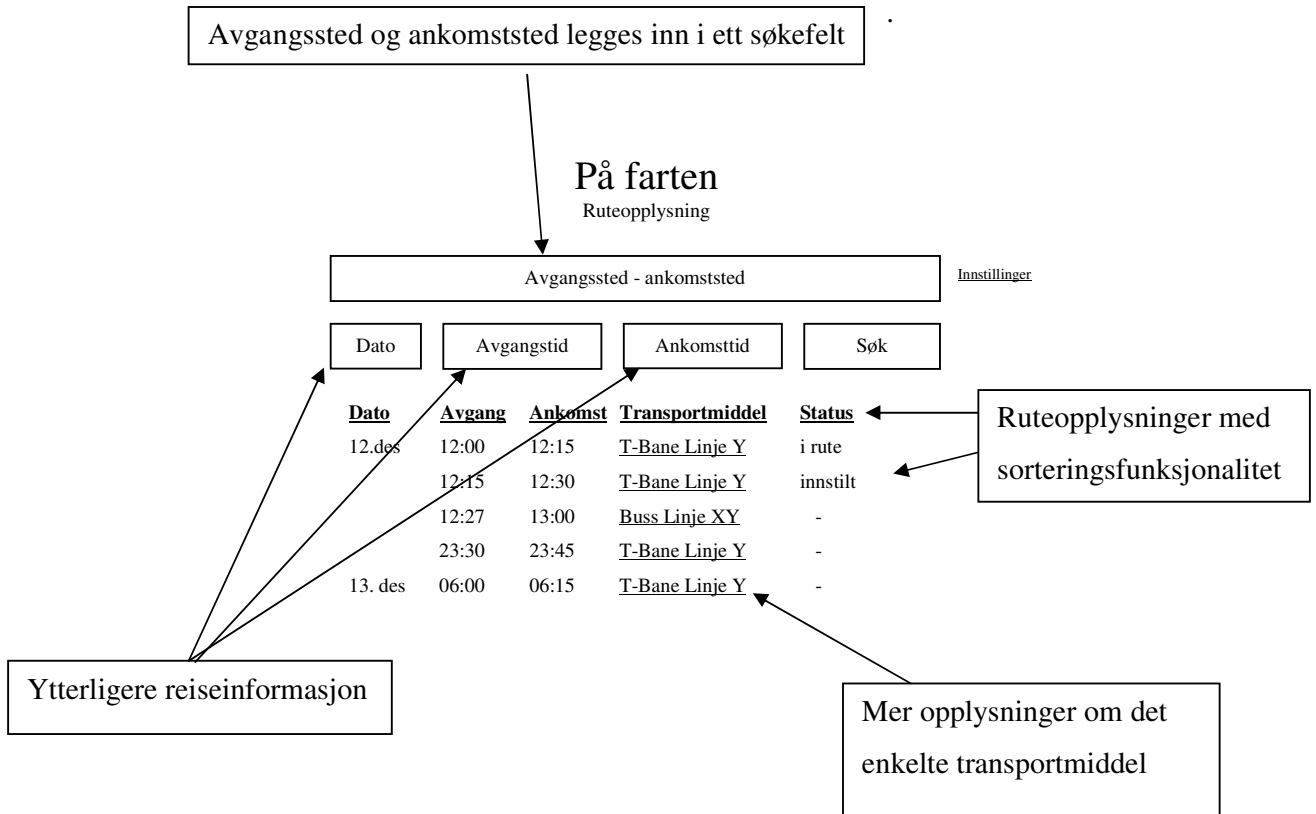 Avgangssted og ankomststed legges inn i ett søkefelt
.
På farten
Ruteopplysning
Avgangssted - ankomststed
Innstillinger
Dato Avgangstid Ankomsttid Søk
Dato Avgang Ankomst Transportmiddel Status
12.des 12:00 12:15 T-Bane Linje Y i rute
12:15 12:30 T-Bane Linje Y innstilt
12:27 13:00 Buss Linje XY -
23:30 23:45 T-Bane Linje Y -
13. des 06:00 06:15 T-Bane Linje Y -
Ruteopplysninger med
sorteringsfunksjonalitet
Ytterligere reiseinformasjon
Mer opplysninger om det
enkelte transportmiddel